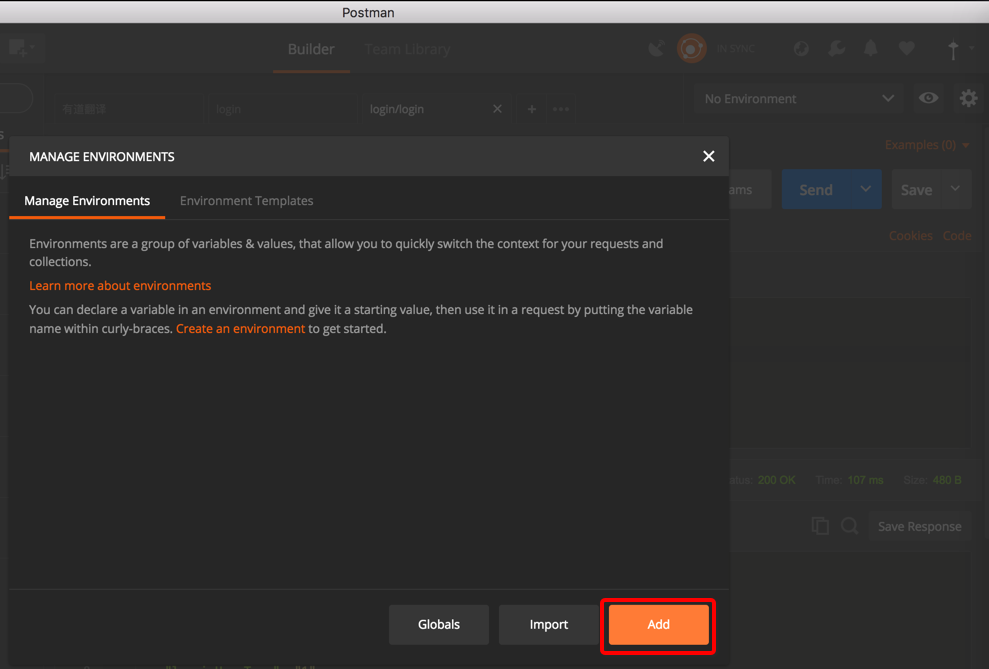 Postman
Builder
Team Library
IN SYNC
有道翻译
login
login/login
No Environment
Examples (0)
MANAGE ENVIRONMENTS
Send
Save
Manage Environments
Environment Templates
Cookies
Code
Environments are a group of variables & values, that allow you to quickly switch the context for your requests and
collections.
Learn more about environments
You can declare a variable in an environment and give it a starting value, then use it in a request by putting the variable
name within curly-braces. Create an environment to get started.
200 OK
Time: 107 ms
Size: 480 B
Save Response
Globals
Import
Add